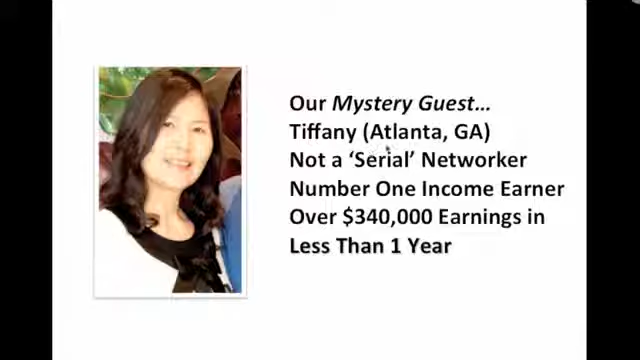 Our Mystery Guest...
Tiffany (Atlanta, GA)
Not a ‘Serial’ Networker
Number One Income Earner
Over $340,000 Earnings in
Less Than 1 Year